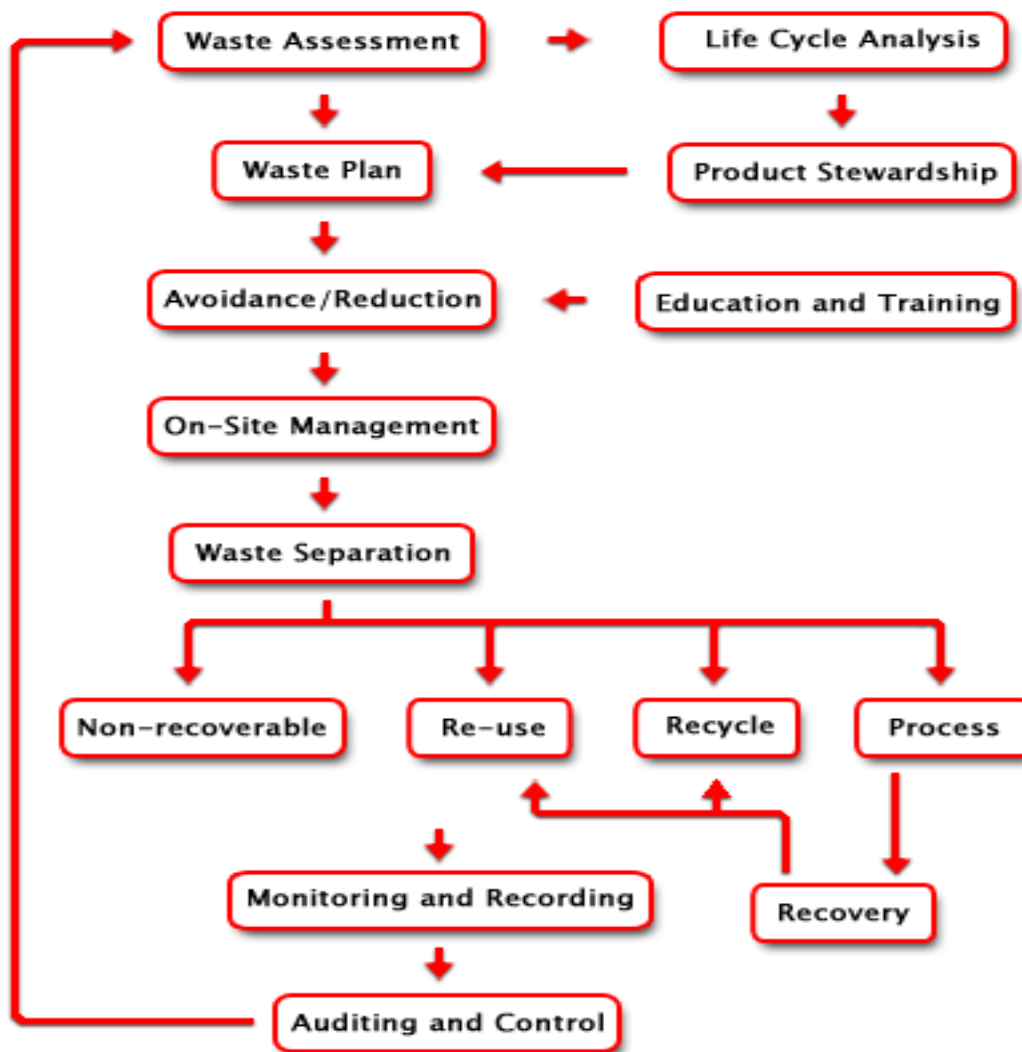 Waste Assessment
Life Cycle Analysis
Waste Plan
Product Stewardship
Avoidance/Reduction
Education and Training
On-Site Management
Waste Separation
Non-recoverable
Re-use
Recycle
Process
Monitoring and Recording
Recovery
Auditing and Control